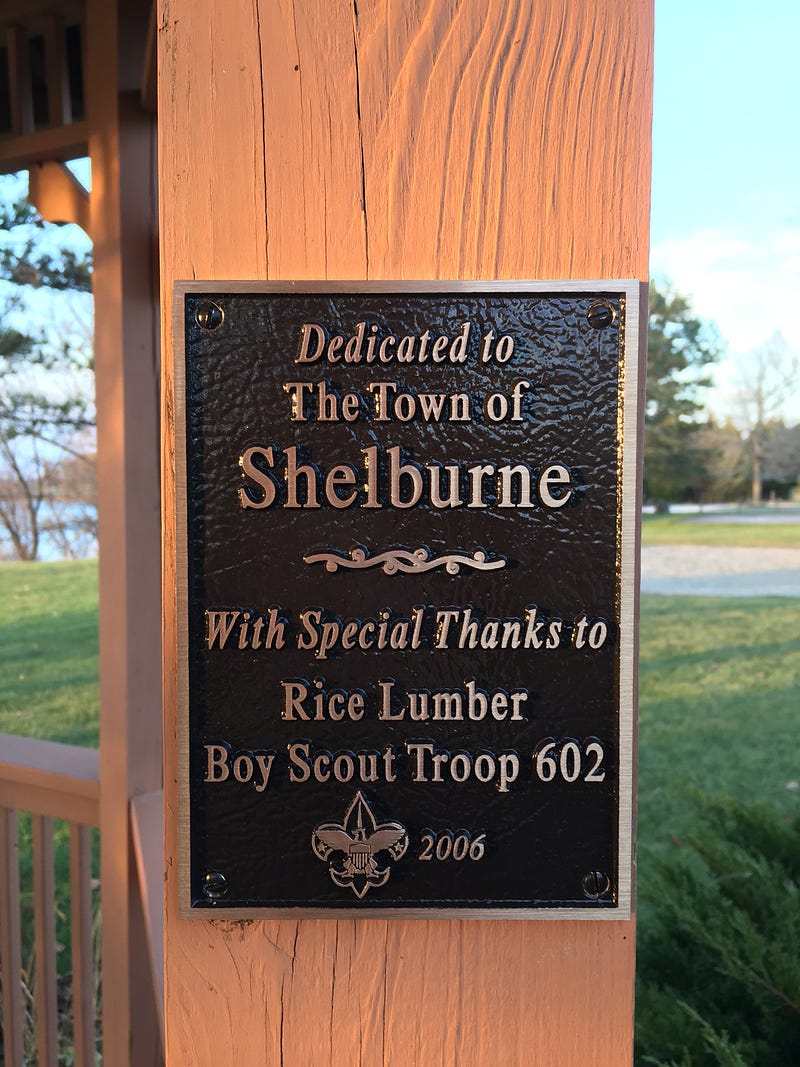 Dedicated to
The Town of
Shelburne
With Special Thanks to
Rice Lumber
Boy Scout Troop 602
2006